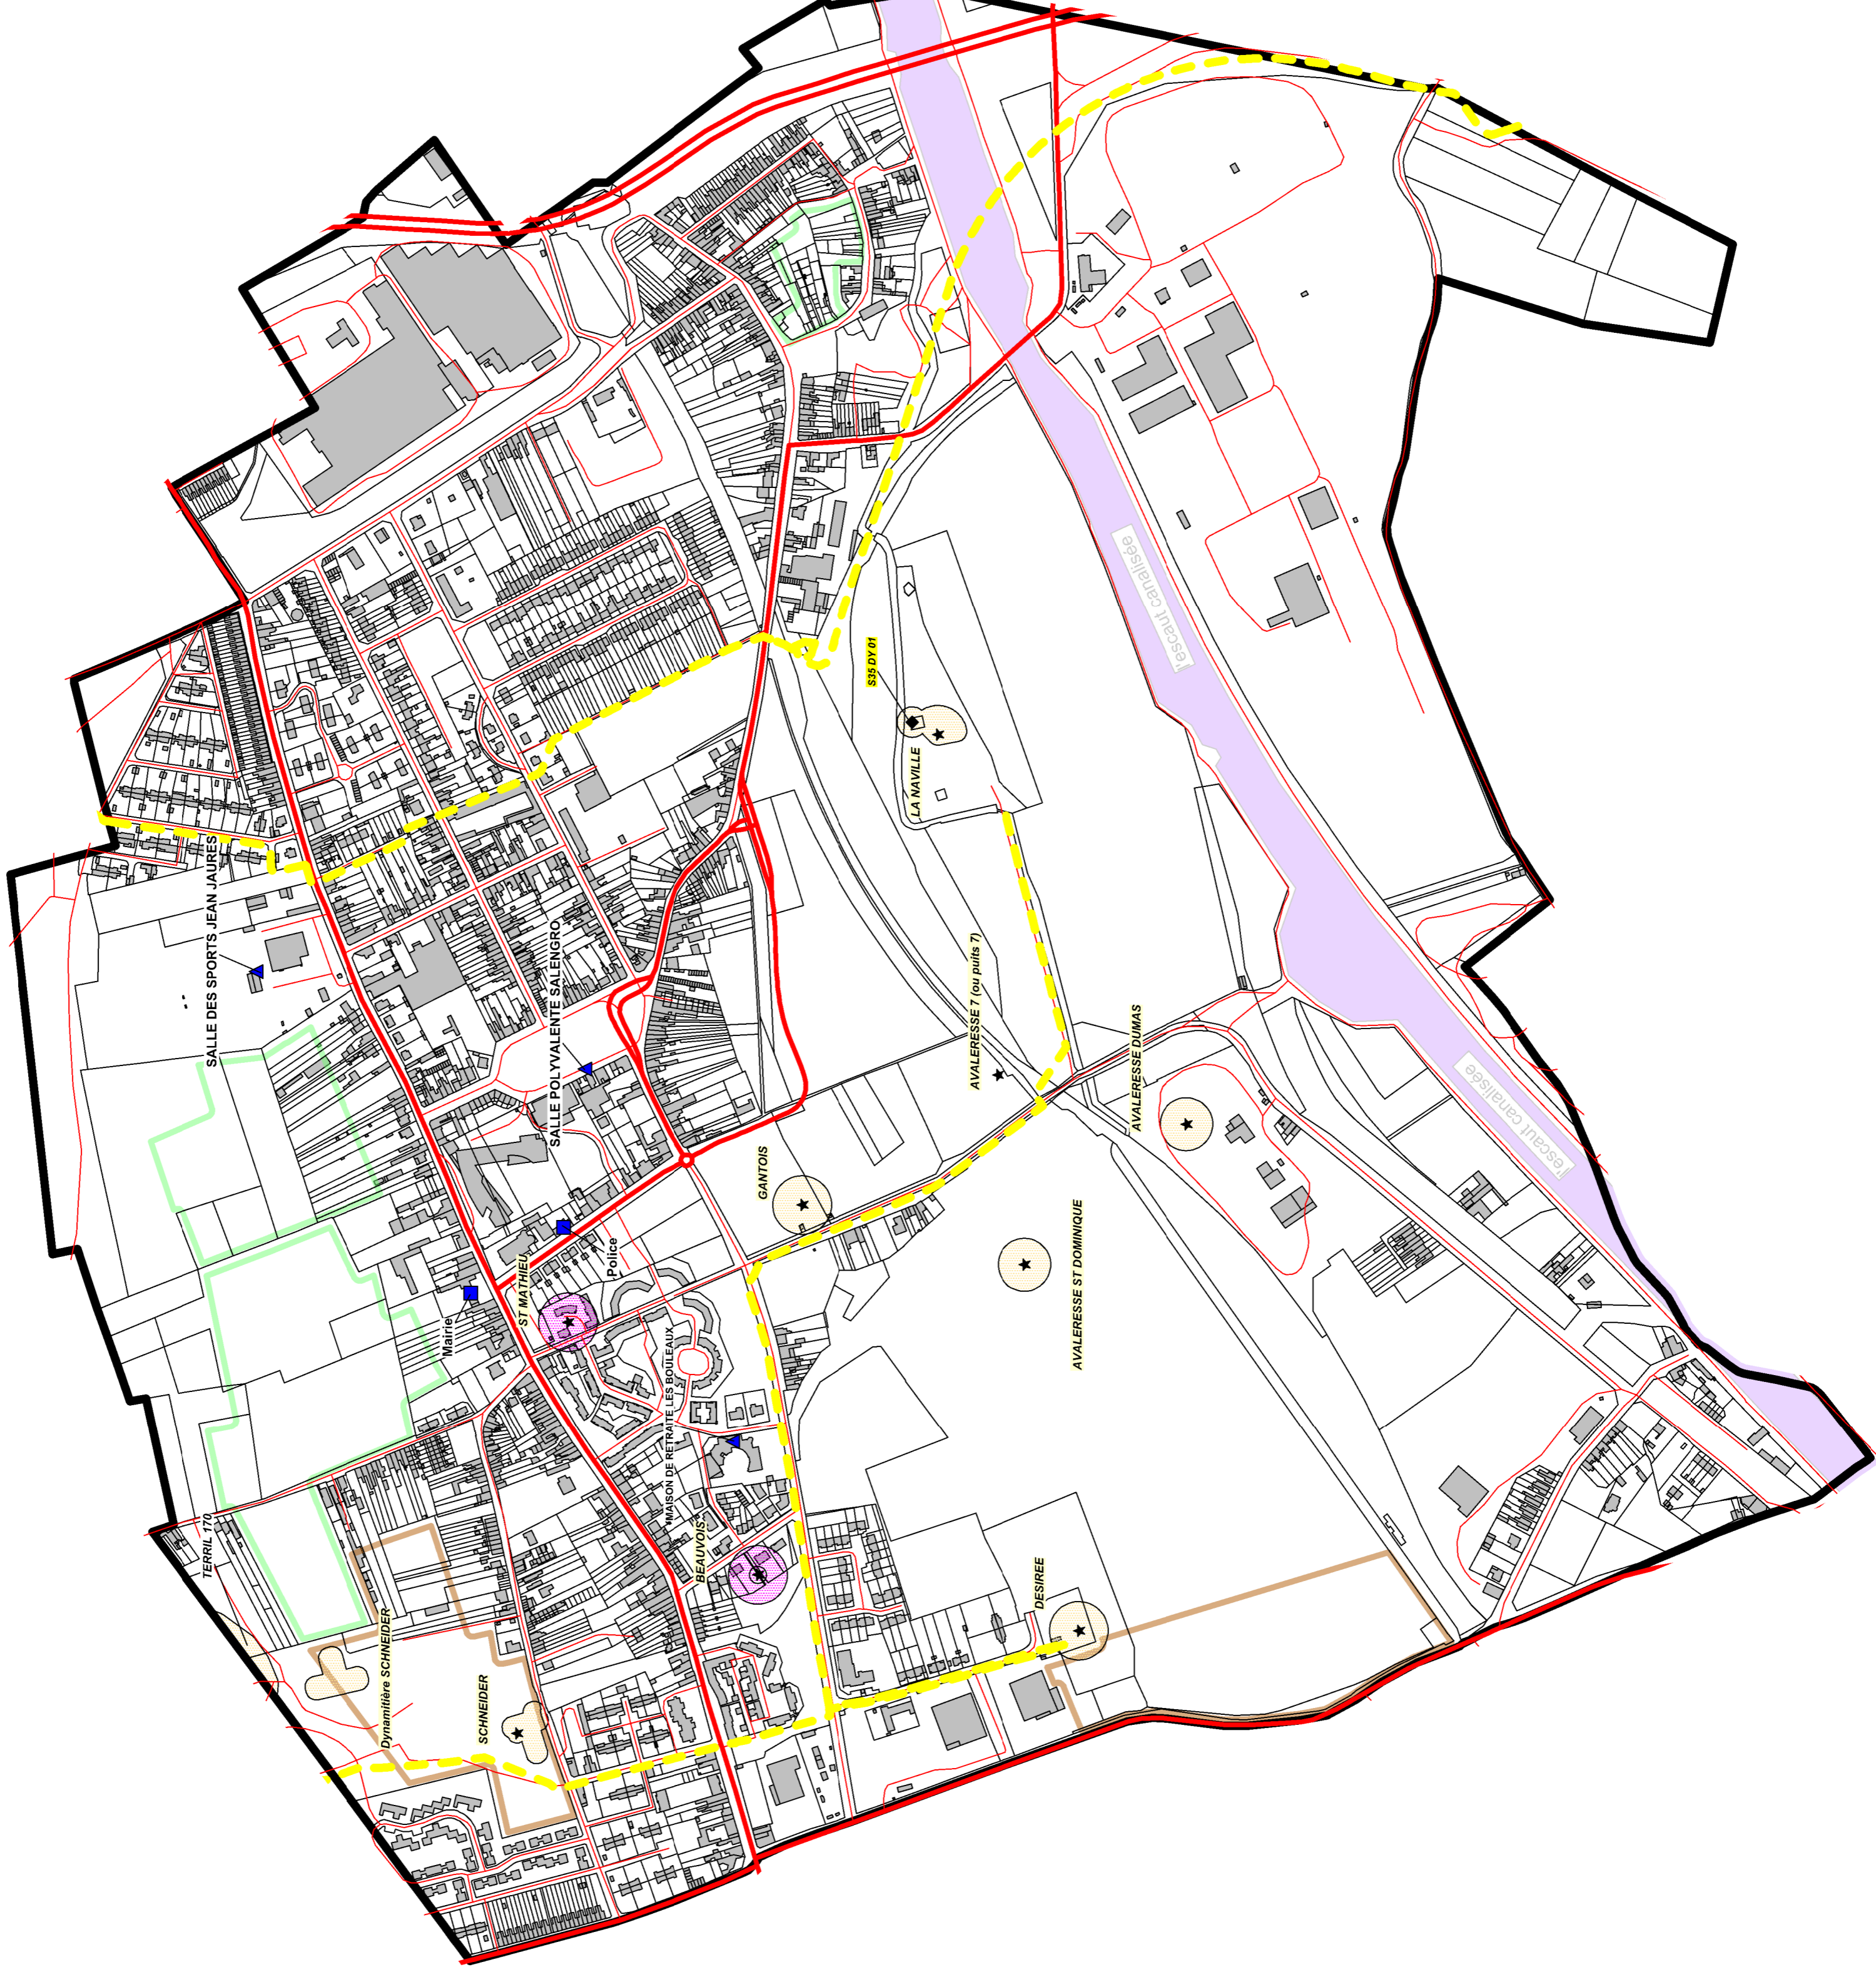 SALLE DES SPORTS JEAN JAURES
SALLE POLYVALENTE SALENGRO
S35 DY 01
LA NAVILLE
l'escaut canalisée
AVALERESSE 7 (ou puits 7)
AVALERESSE DUMAS
l'escaut canalisée
GANTOIS
AVALERESSE ST DOMINIQUE
Police
ST MATHIEU
Mairie
MAISON DE RETRAITE LES BOULEAUX
BEAUVOIS
DESIREE
TERRIL 170
Dynamitière SCHNEIDER
SCHNEIDER